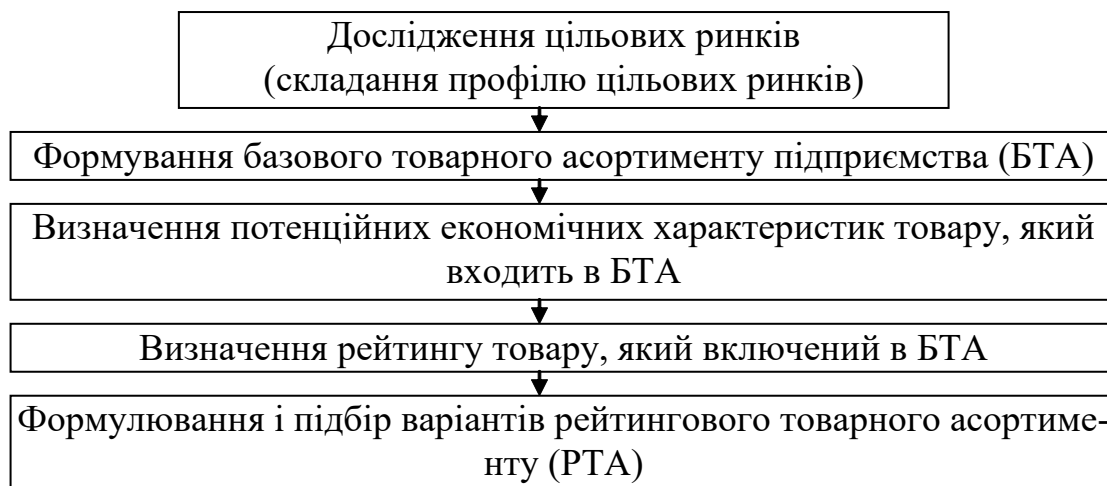 Дослідження цільових ринків
(складання профілю цільових ринків)
Формування базового товарного асортименту підприємства (БТА)
Визначення потенційних економічних характеристик товару, який
входить в БТА
Визначення рейтингу товару, який включений в БТА
Формулювання і підбір варіантів рейтингового товарного асортиме-
нту (РТА)